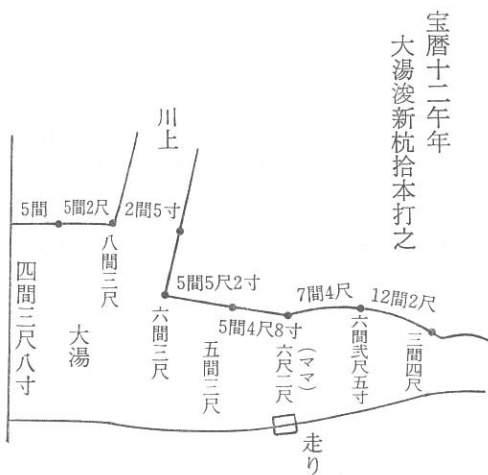 宝暦十二午年
大湯浚新杭拾本打之
川上
5間
5間2尺
2間5寸
八間三尺
四間三尺八寸
大湯
六間三尺
5間5尺2寸
5間4尺8寸
五間三尺
7間4尺
12間2尺
(ママ)
六尺二尺
六間弐尺五寸
三間四尺
走り